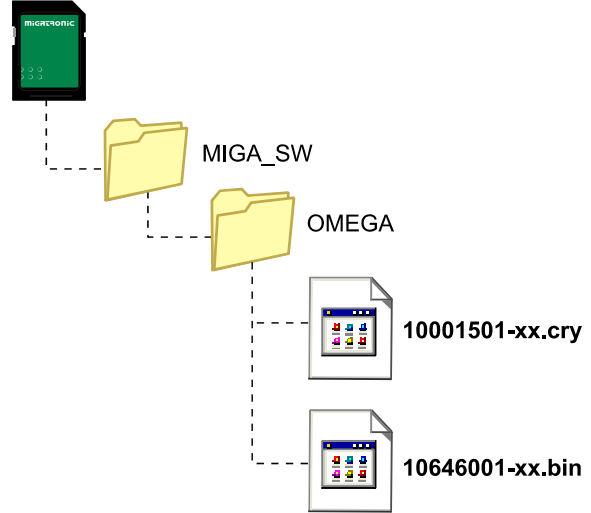 MIGATRONIC
MIGA_SW
OMEGA
10001501-xx.cry
10646001-xx.bin